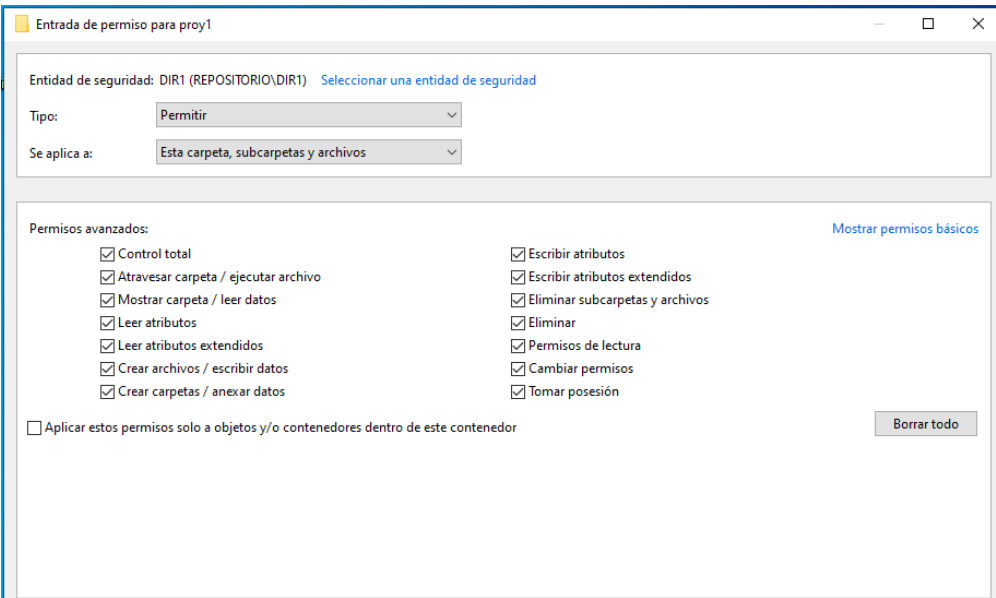 Entrada de permiso para proy1
Entidad de seguridad: DIR1 (REPOSITORIO\DIR1) Seleccionar una entidad de seguridad
Tipo: Permitir
Se aplica a: Esta carpeta, subcarpetas y archivos
Permisos avanzados: Mostrar permisos básicos
Control total Escribir atributos
Atravesar carpeta / ejecutar archivo Escribir atributos extendidos
Mostrar carpeta / leer datos Eliminar subcarpetas y archivos
Leer atributos Eliminar
Leer atributos extendidos Permisos de lectura
Crear archivos / escribir datos Cambiar permisos
Crear carpetas / anexar datos Tomar posesión
Aplicar estos permisos solo a objetos y/o contenedores dentro de este contenedor Borrar todo